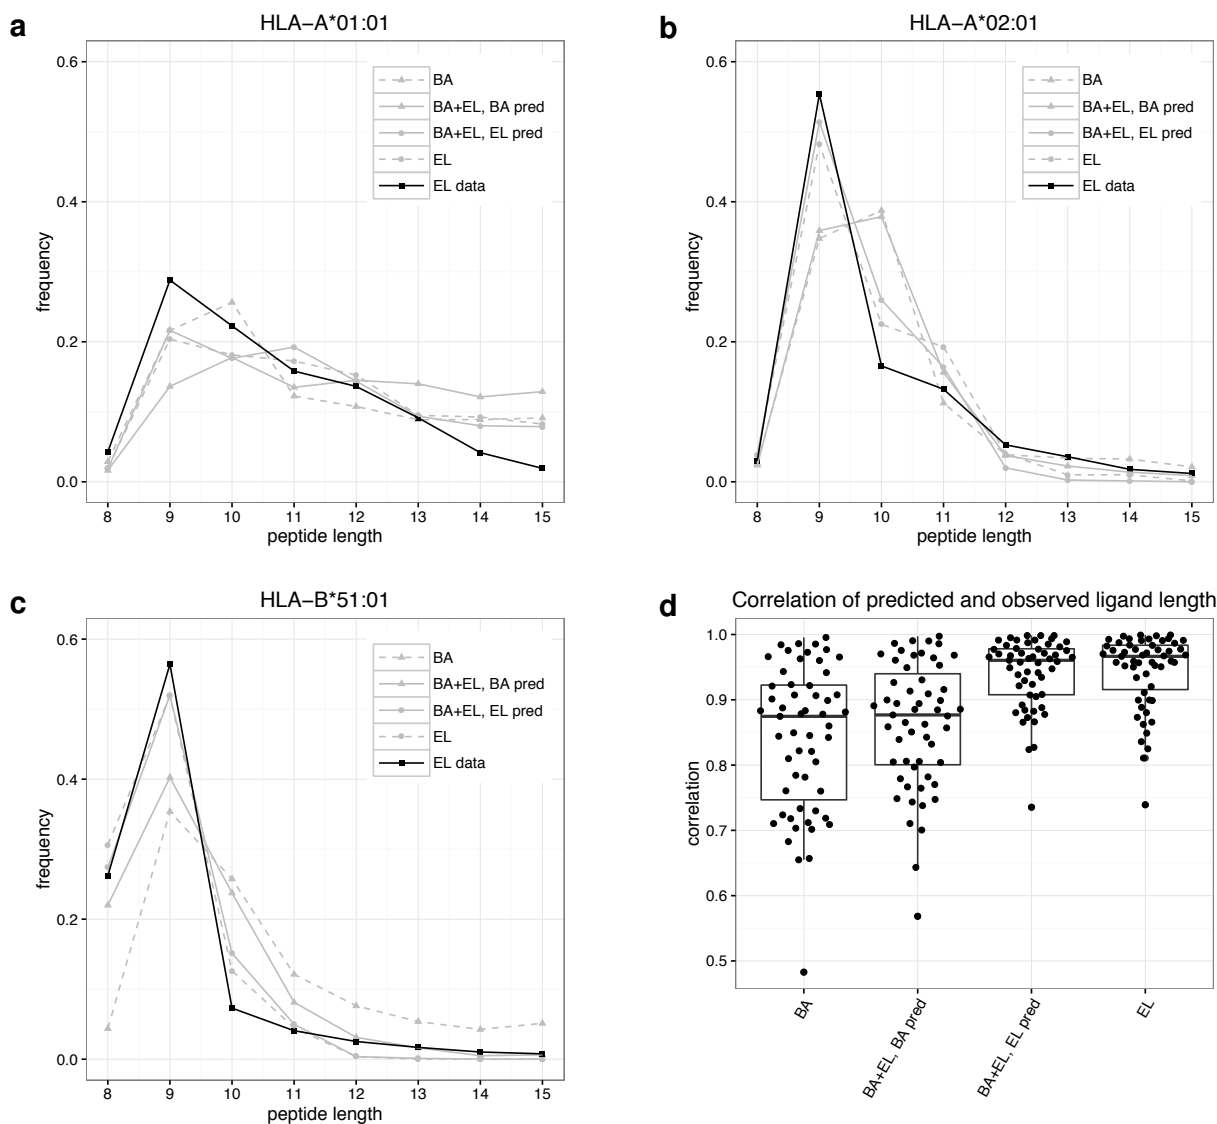 a
HLA−A*01:01
0.6
0.4
0.2
0.0
frequency
BA
BA+EL, BA pred
BA+EL, EL pred
EL
EL data
8 9 10 11 12 13 14 15
peptide length
b
HLA−A*02:01
0.6
0.4
0.2
0.0
frequency
BA
BA+EL, BA pred
BA+EL, EL pred
EL
EL data
8 9 10 11 12 13 14 15
peptide length
c
HLA−B*51:01
0.6
0.4
0.2
0.0
frequency
BA
BA+EL, BA pred
BA+EL, EL pred
EL
EL data
8 9 10 11 12 13 14 15
peptide length
d
Correlation of predicted and observed ligand length
1.0
0.9
0.8
0.7
0.6
0.5
correlation
BA
BA+EL, BA pred
BA+EL, EL pred
EL